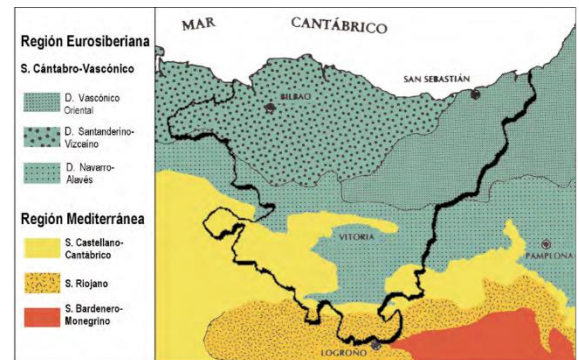 Región Eurosiberiana
S. Cántabro-Vascónico
D. Vascónico
Oriental
D. Santanderino-
Vizcaino
D. Navarro-
Alavés
Región Mediterránea
S. Castellano-
Cantábrico
S. Riojano
S. Bardenero-
Monegrino
MAR CANTÁBRICO
SAN SEBASTIÁN
BILBAO
VITORIA
PAMPLONA
LOGROÑO